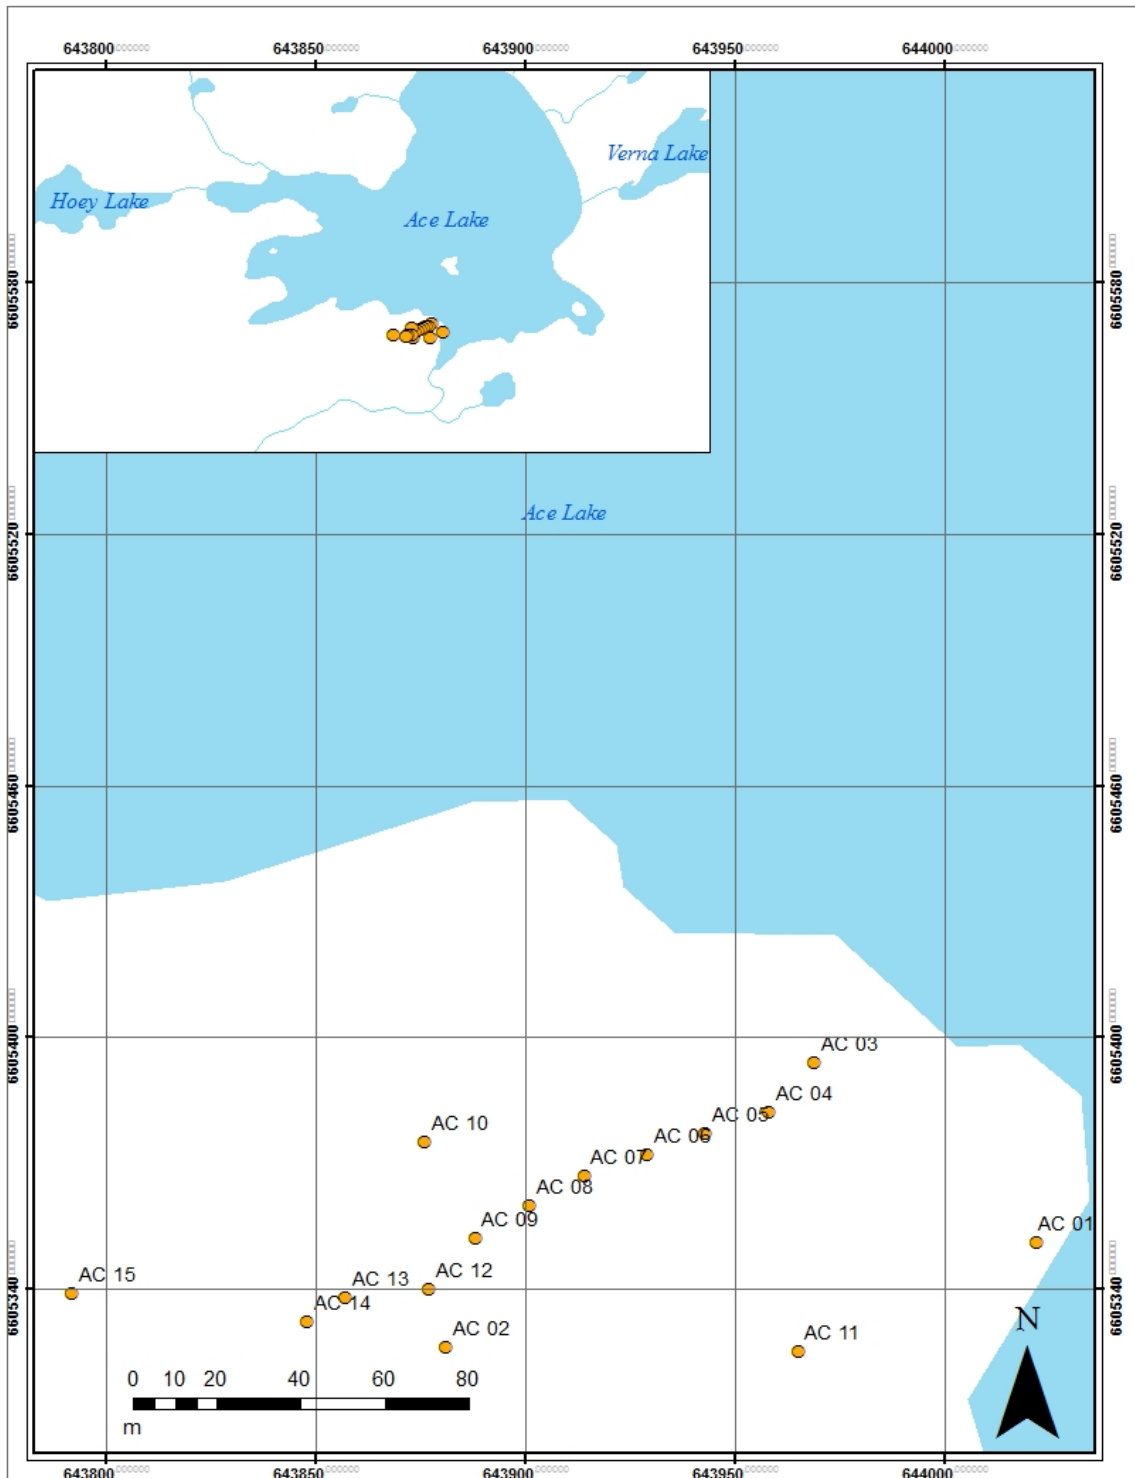 643800 643850 643900 643950 644000
Verna Lake
Hoey Lake
Ace Lake
6605580 6605580
Ace Lake
6605520 6605520
6605460 6605460
6605400 6605400
AC 03
AC 04
AC 10
AC 05
AC 06
AC 07
AC 08
AC 09
AC 01
AC 15
AC 13
AC 12
AC 14
6605340 6605340
AC 02
AC 11
N
0 10 20 40 60 80
m
643800 643850 643900 643950 644000